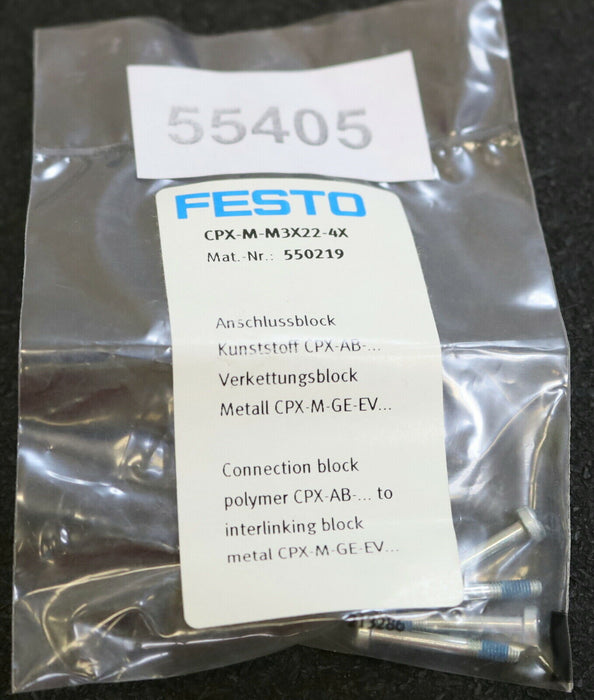 55405
FESTO
CPX-M-M3X22-4X
Mat.-Nr.: 550219
Anschlussblock
Kunststoff CPX-AB-...
Verkettungsblock
Metall CPX-M-GE-EV...
Connection block
polymer CPX-AB-... to
interlinking block
metal CPX-M-GE-EV...